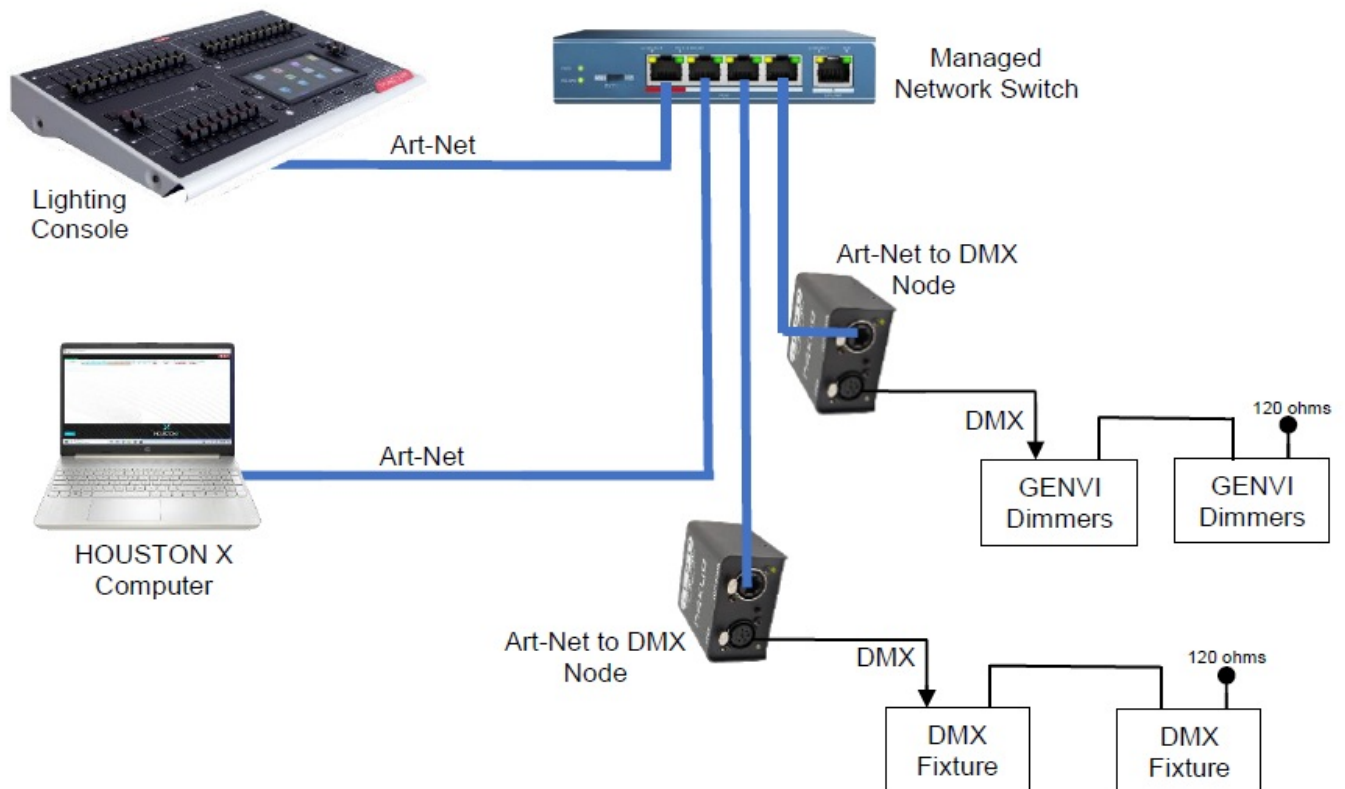 Managed
Network Switch
Art-Net
Lighting
Console
Art-Net to DMX
Node
DMX
120 ohms
GENVI
Dimmers
GENVI
Dimmers
Art-Net
HOUSTON X
Computer
Art-Net to DMX
Node
DMX
120 ohms
DMX
Fixture
DMX
Fixture